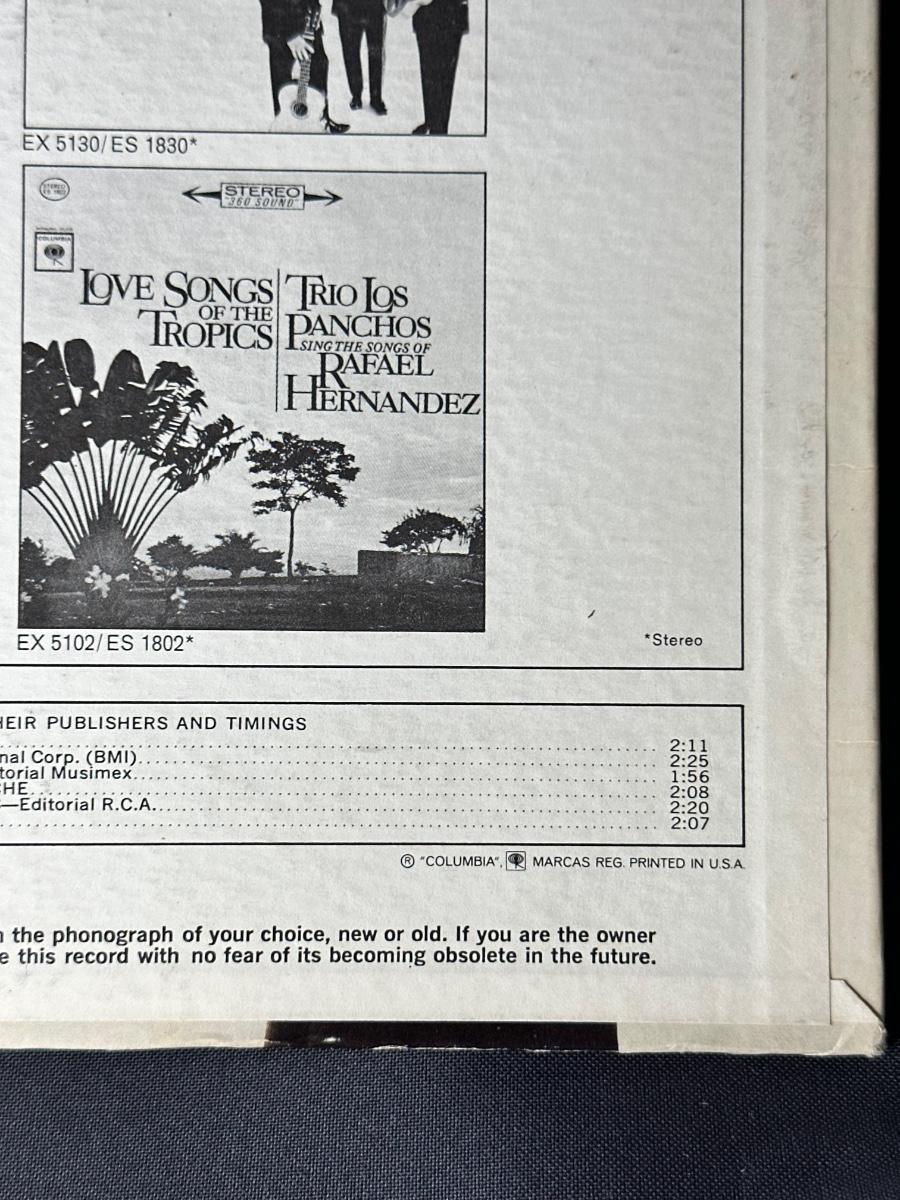 EX 5130/ES 1830*
STEREO
ES 1802
STEREO
"360 SOUND"
COLUMBIA
LOVE SONGS
OF THE
TROPICS
TRIO LOS
PANCHOS
SING THE SONGS OF
RAFAEL
HERNANDEZ
EX 5102/ES 1802*
*Stereo
HEIR PUBLISHERS AND TIMINGS
2:11
nal Corp. (BMI) 2:25
torial Musimex 1:56
CHE 2:08
—Editorial R.C.A. 2:20
2:07
® "COLUMBIA", MARCAS REG. PRINTED IN U.S.A.
the phonograph of your choice, new or old. If you are the owner
e this record with no fear of its becoming obsolete in the future.